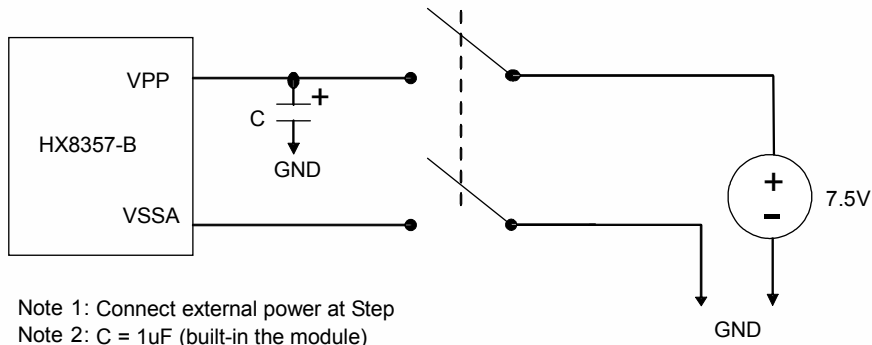 VPP
+
C
HX8357-B
GND
+
-
7.5V
VSSA
Note 1: Connect external power at Step
Note 2: C = 1uF (built-in the module)
GND